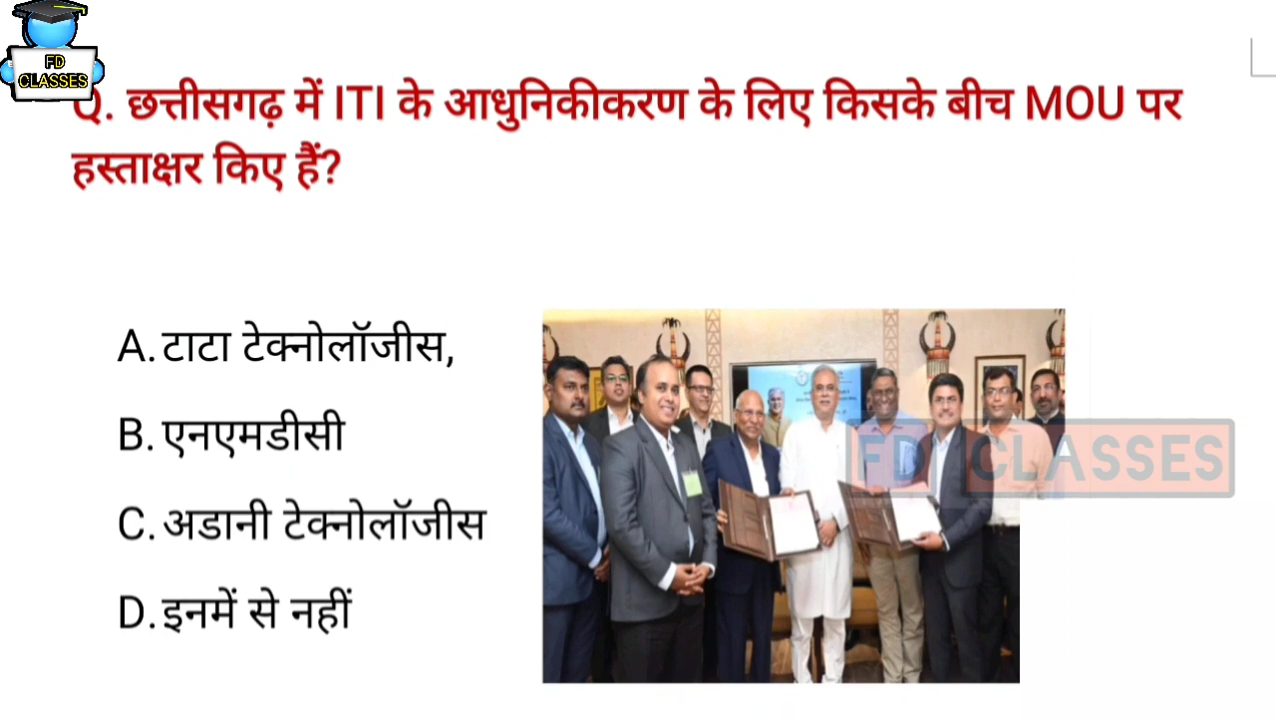 FD
CLASSES
Q. छत्तीसगढ़ में ITI के आधुनिकीकरण के लिए किसके बीच MOU पर
हस्ताक्षर किए हैं?
A. टाटा टेक्नोलॉजीस,
B. एनएमडीसी
FD CLASSES
C. अडानी टेक्नोलॉजीस
D. इनमें से नहीं